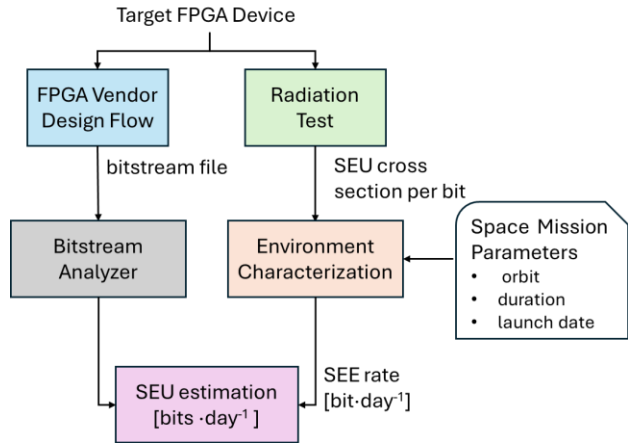 Target FPGA Device
FPGA Vendor
Design Flow
Radiation
Test
bitstream file
SEU cross
section per bit
Bitstream
Analyzer
Environment
Characterization
Space Mission
Parameters
• orbit
• duration
• launch date
SEU estimation
[bits ·day⁻¹ ]
SEE rate
[bit·day⁻¹]